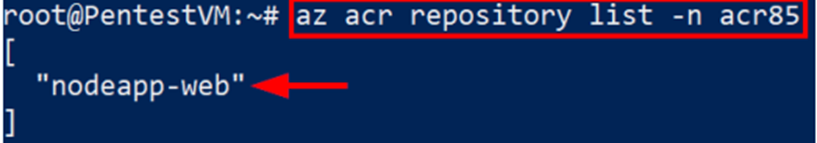 root@PentestVM:~# az acr repository list -n acr85
[
"nodeapp-web"
]